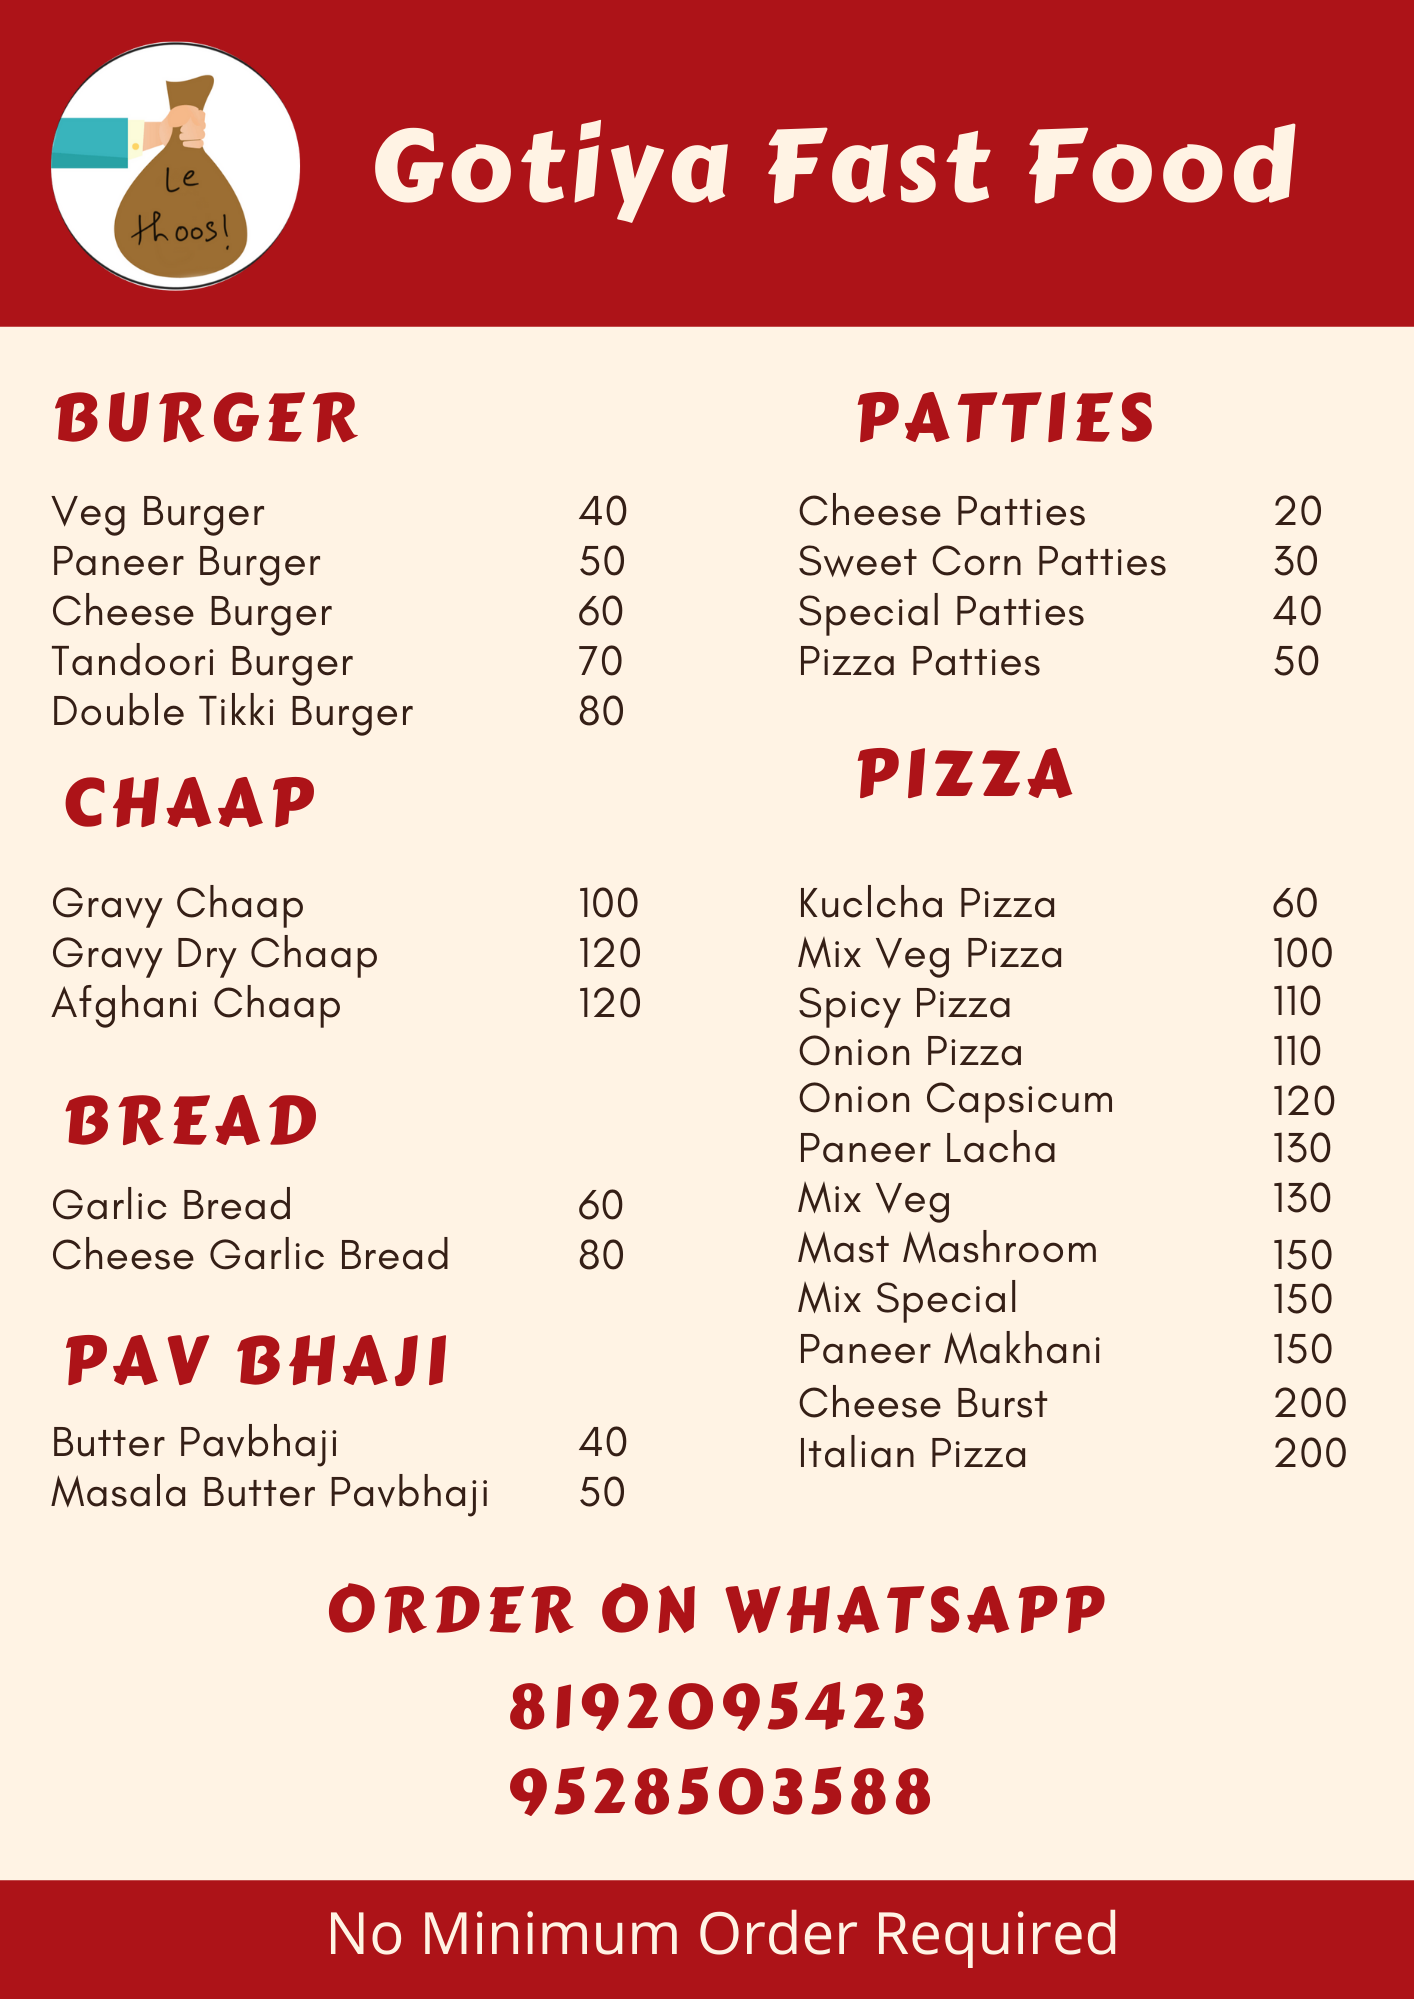 Le
thoos!
Gotiya Fast Food
BURGER
Veg Burger 40
Paneer Burger 50
Cheese Burger 60
Tandoori Burger 70
Double Tikki Burger 80
CHAAP
Gravy Chaap 100
Gravy Dry Chaap 120
Afghani Chaap 120
BREAD
Garlic Bread 60
Cheese Garlic Bread 80
PAV BHAJI
Butter Pavbhaji 40
Masala Butter Pavbhaji 50
PATTIES
Cheese Patties 20
Sweet Corn Patties 30
Special Patties 40
Pizza Patties 50
PIZZA
Kuclcha Pizza 60
Mix Veg Pizza 100
Spicy Pizza 110
Onion Pizza 110
Onion Capsicum 120
Paneer Lacha 130
Mix Veg 130
Mast Mashroom 150
Mix Special 150
Paneer Makhani 150
Cheese Burst 200
Italian Pizza 200
ORDER ON WHATSAPP
8192095423
9528503588
No Minimum Order Required